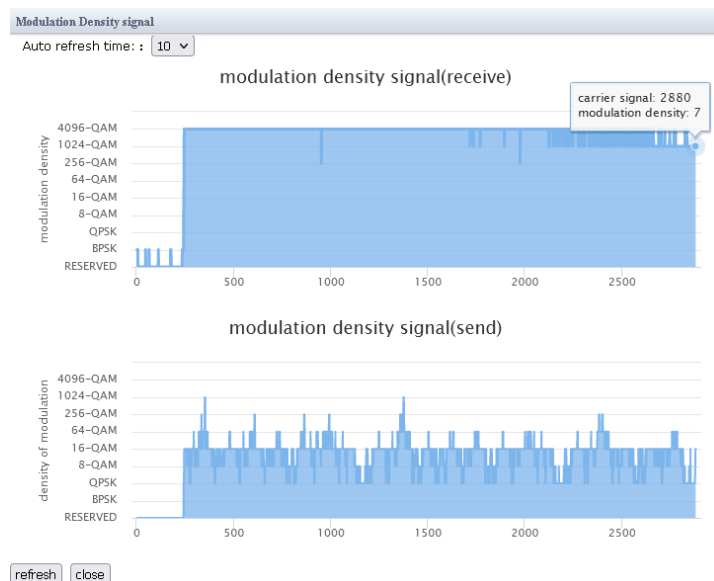 Modulation Density signal
Auto refresh time: : 10
modulation density signal(receive)
carrier signal: 2880
modulation density: 7
modulation density
4096-QAM
1024-QAM
256-QAM
64-QAM
16-QAM
8-QAM
QPSK
BPSK
RESERVED
0 500 1000 1500 2000 2500
modulation density signal(send)
density of modulation
4096-QAM
1024-QAM
256-QAM
64-QAM
16-QAM
8-QAM
QPSK
BPSK
RESERVED
0 500 1000 1500 2000 2500
refresh close